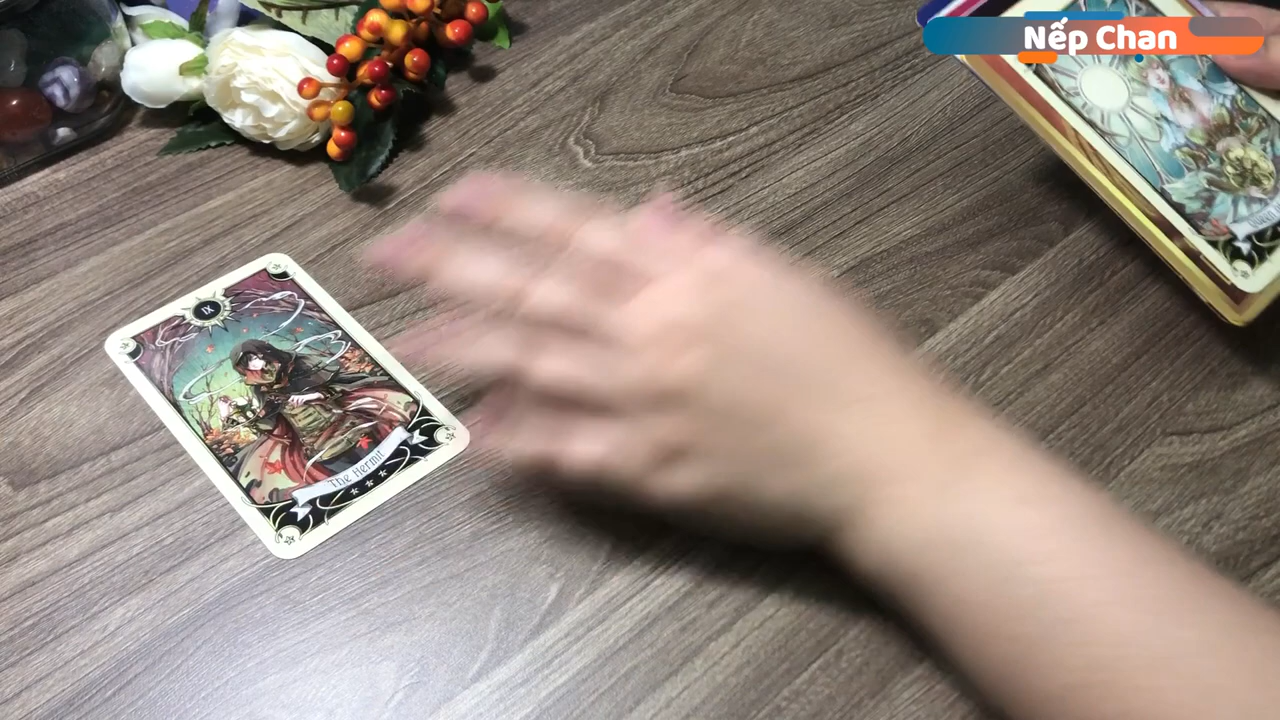 Nếp Chan
IX
The Hermit